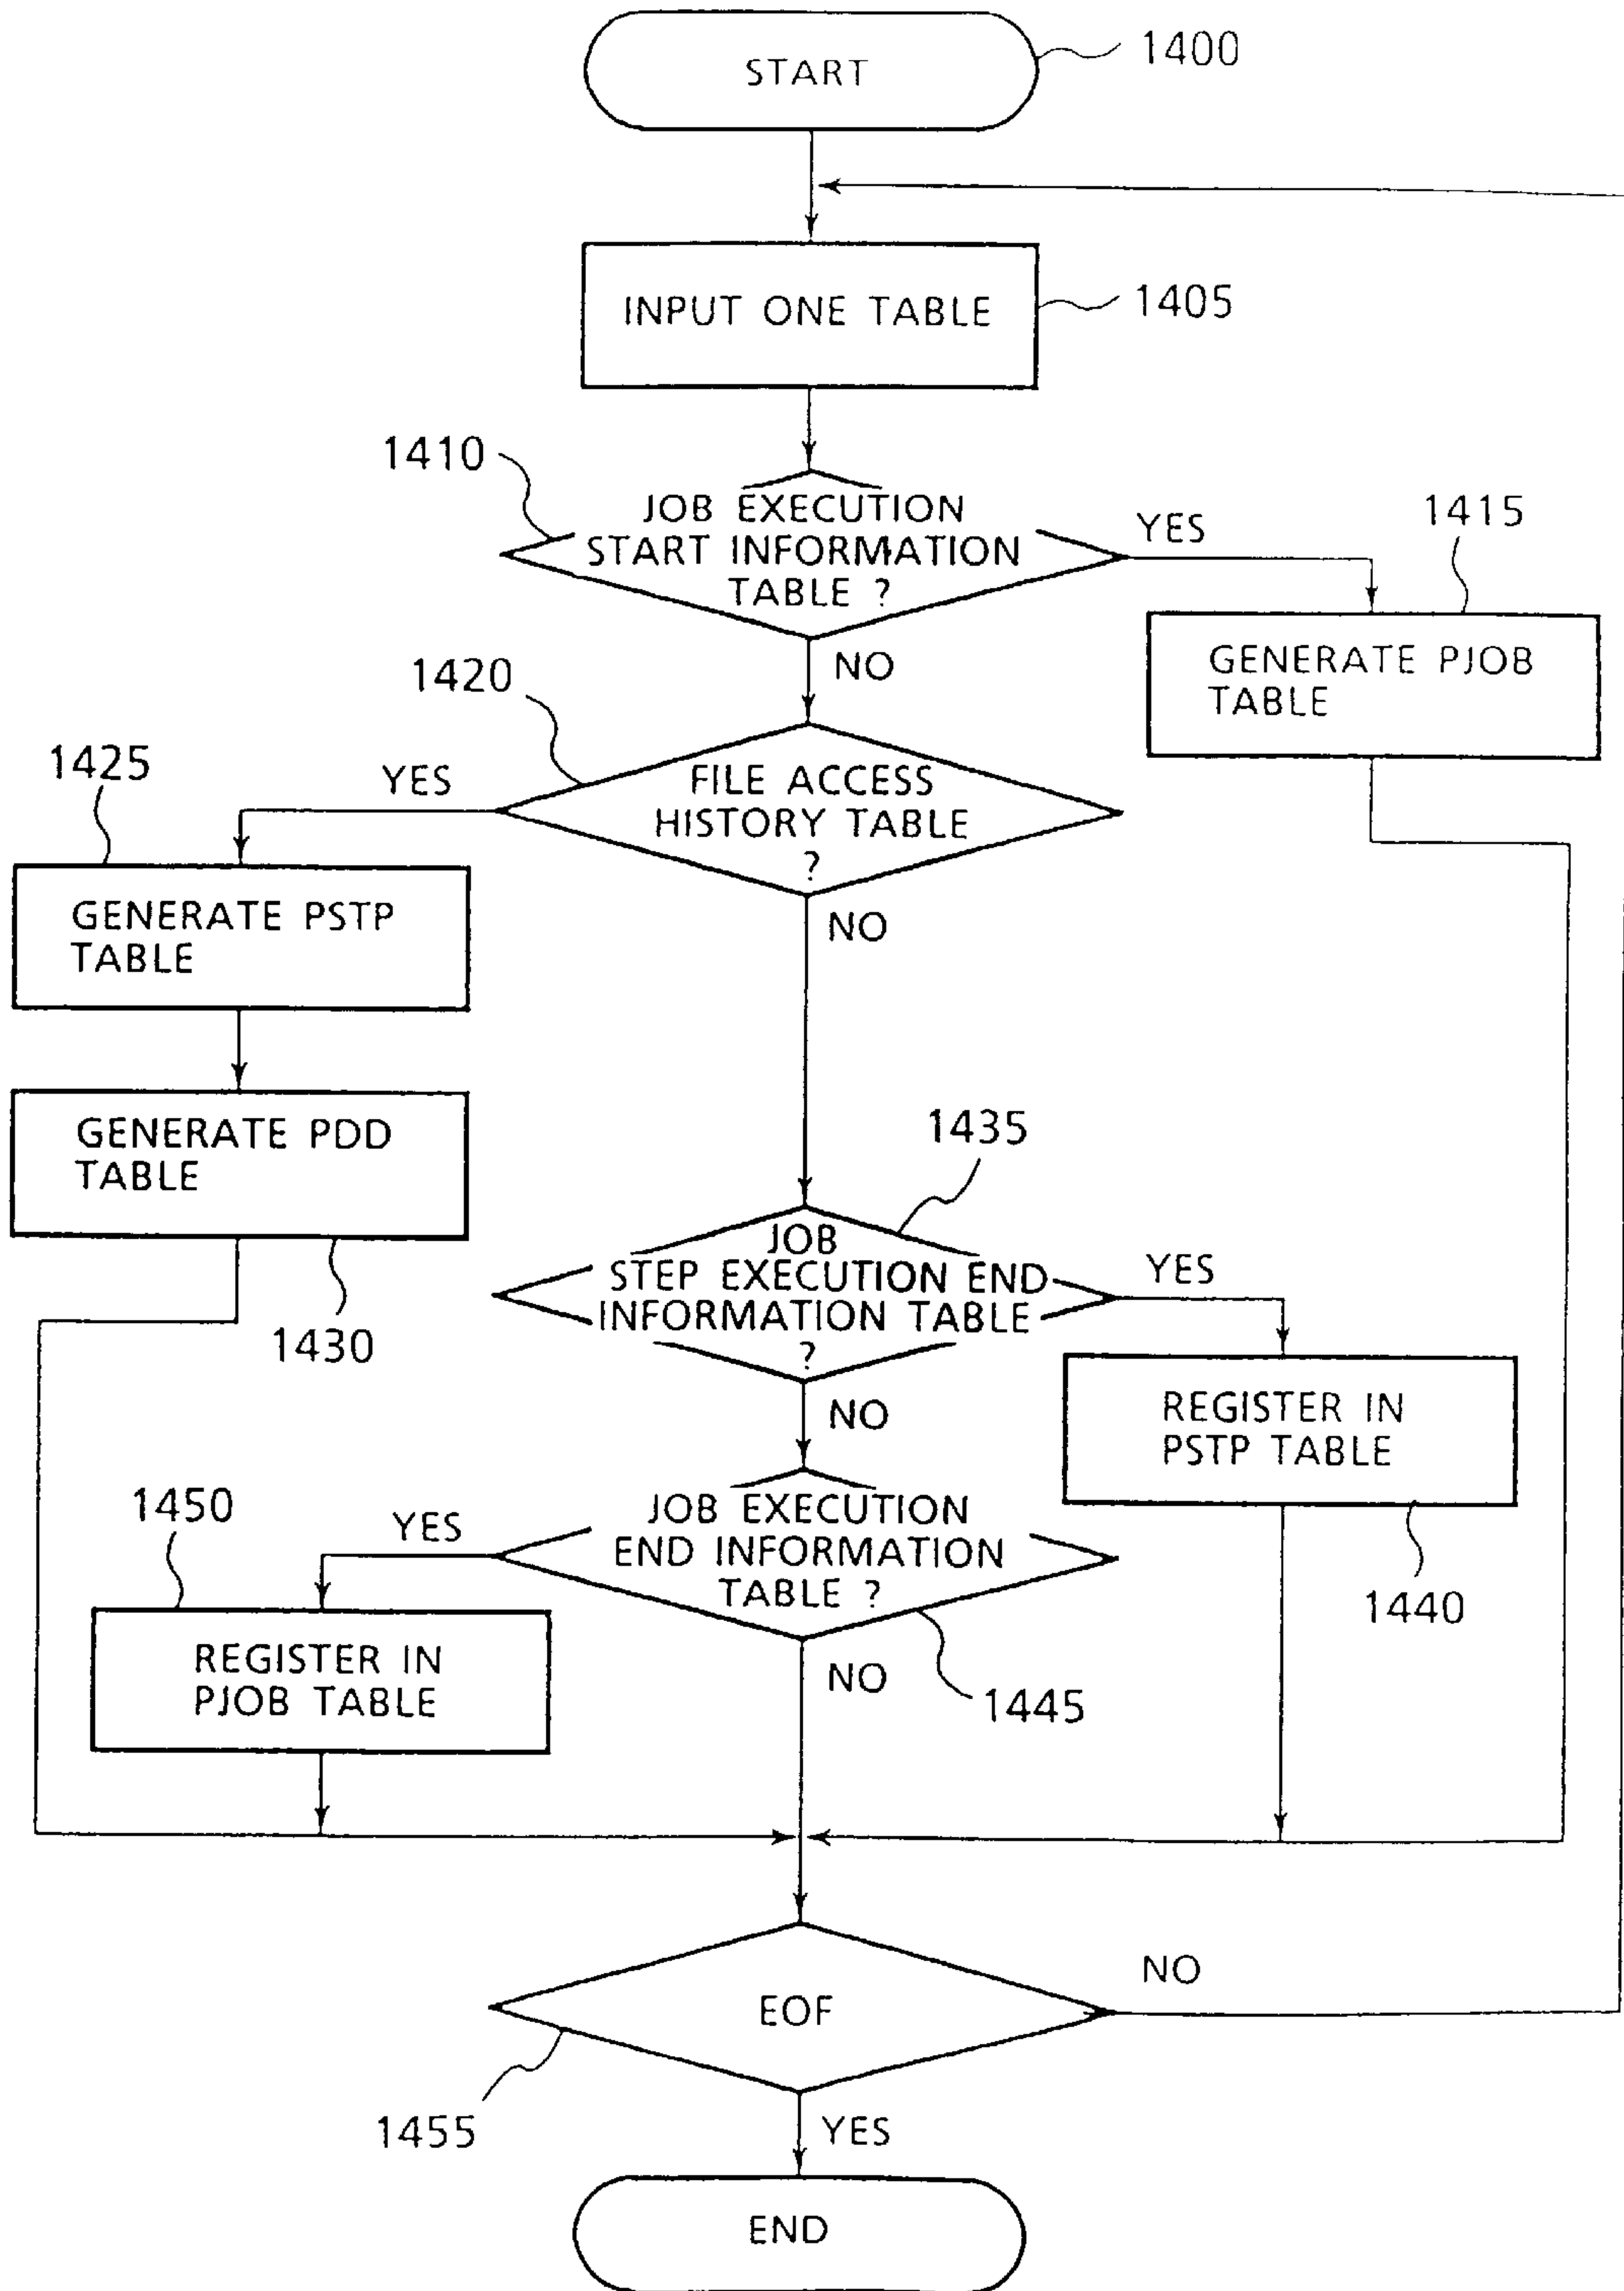 START
1400
INPUT ONE TABLE
1405
1410
JOB EXECUTION
START INFORMATION
TABLE ?
YES
1415
GENERATE PJOB
TABLE
NO
1420
FILE ACCESS
HISTORY TABLE
?
YES
1425
GENERATE PSTP
TABLE
NO
GENERATE PDD
TABLE
1430
1435
JOB
STEP EXECUTION END
INFORMATION TABLE
?
YES
REGISTER IN
PSTP TABLE
1440
NO
JOB EXECUTION
END INFORMATION
TABLE ?
1445
YES
1450
REGISTER IN
PJOB TABLE
NO
EOF
NO
1455
YES
END